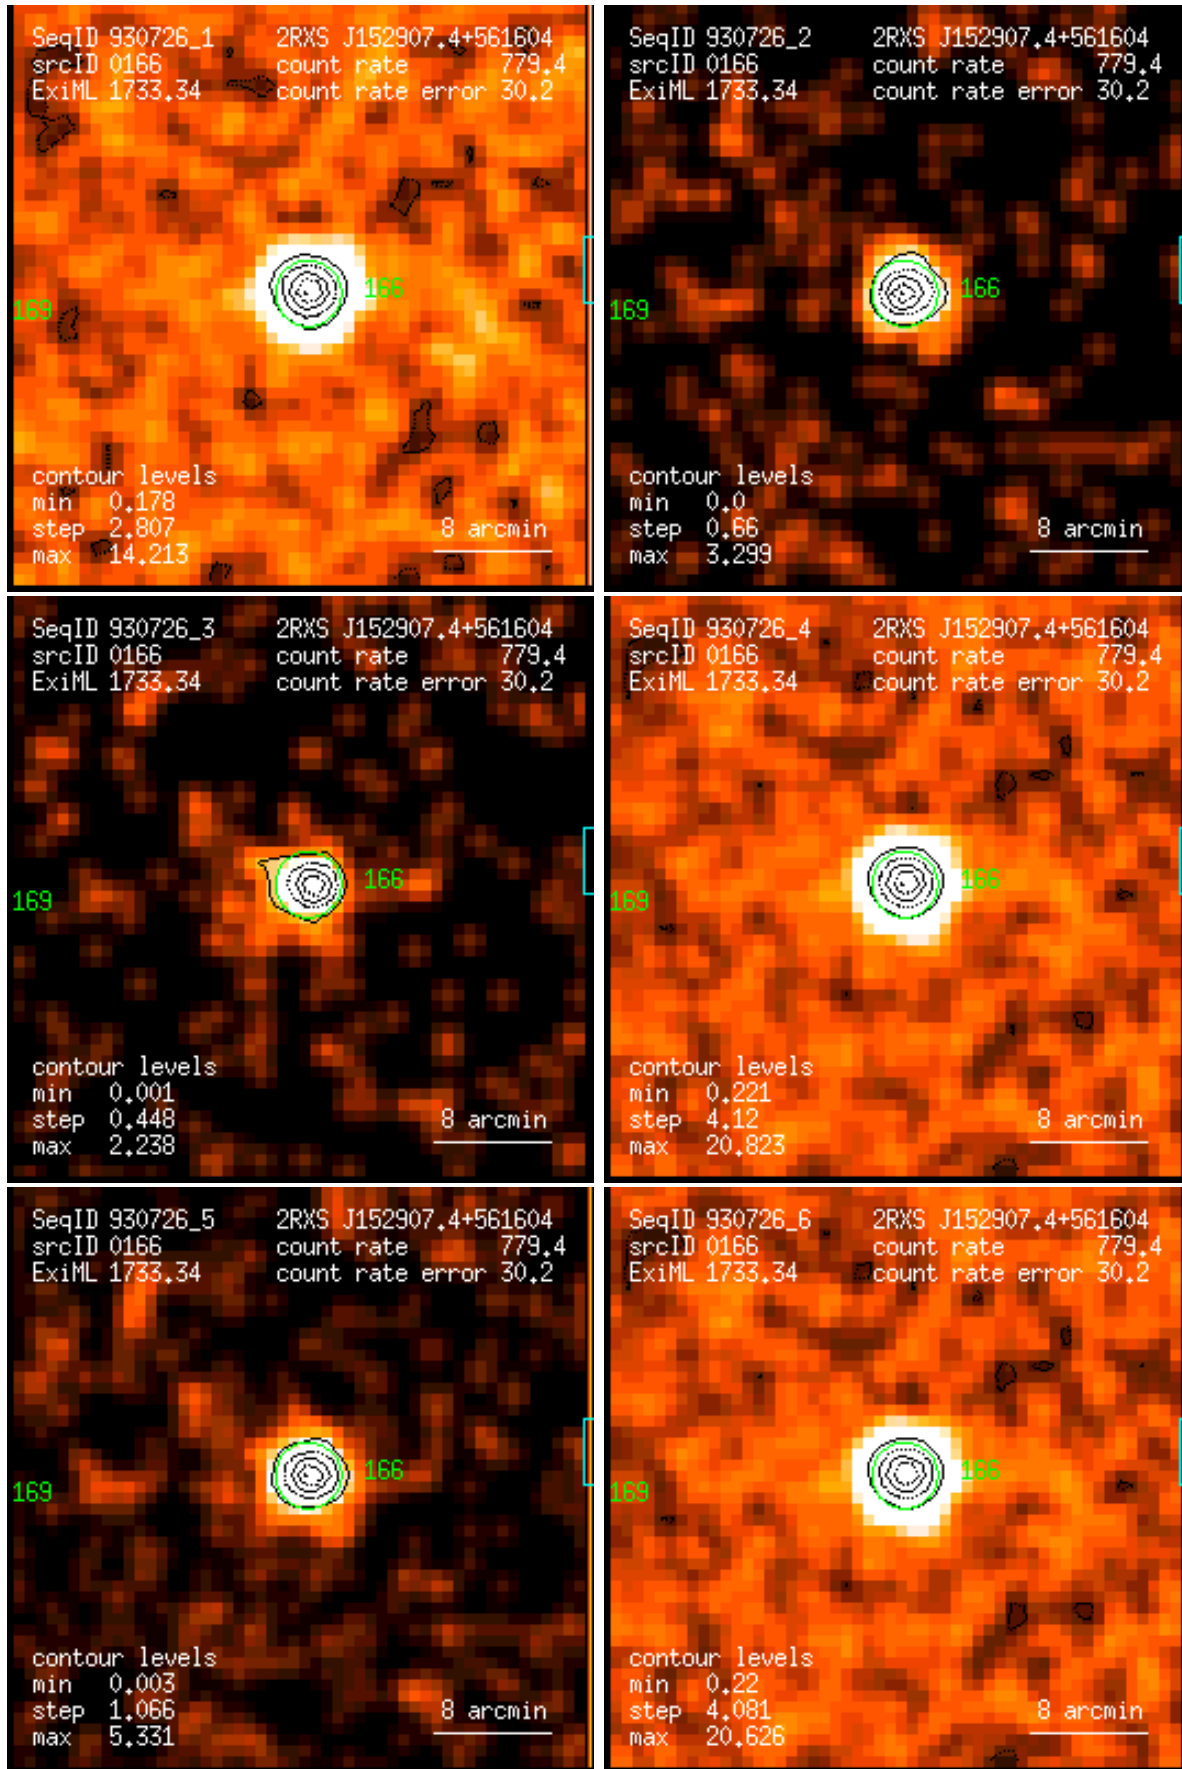 SeqID 930726_1 2RXS J152907.4+561604
srcID 0166 count rate 779.4
ExiML 1733.34 count rate error 30.2
166
169
contour levels
min 0.178
step 2.807 8 arcmin
max 14.213
SeqID 930726_2 2RXS J152907.4+561604
srcID 0166 count rate 779.4
ExiML 1733.34 count rate error 30.2
166
169
contour levels
min 0.0
step 0.66 8 arcmin
max 3.299
SeqID 930726_3 2RXS J152907.4+561604
srcID 0166 count rate 779.4
ExiML 1733.34 count rate error 30.2
166
169
contour levels
min 0.001
step 0.448 8 arcmin
max 2.238
SeqID 930726_4 2RXS J152907.4+561604
srcID 0166 count rate 779.4
ExiML 1733.34 count rate error 30.2
166
169
contour levels
min 0.221
step 4.12 8 arcmin
max 20.823
SeqID 930726_5 2RXS J152907.4+561604
srcID 0166 count rate 779.4
ExiML 1733.34 count rate error 30.2
166
169
contour levels
min 0.003
step 1.066 8 arcmin
max 5.331
SeqID 930726_6 2RXS J152907.4+561604
srcID 0166 count rate 779.4
ExiML 1733.34 count rate error 30.2
166
169
contour levels
min 0.22
step 4.081 8 arcmin
max 20.626